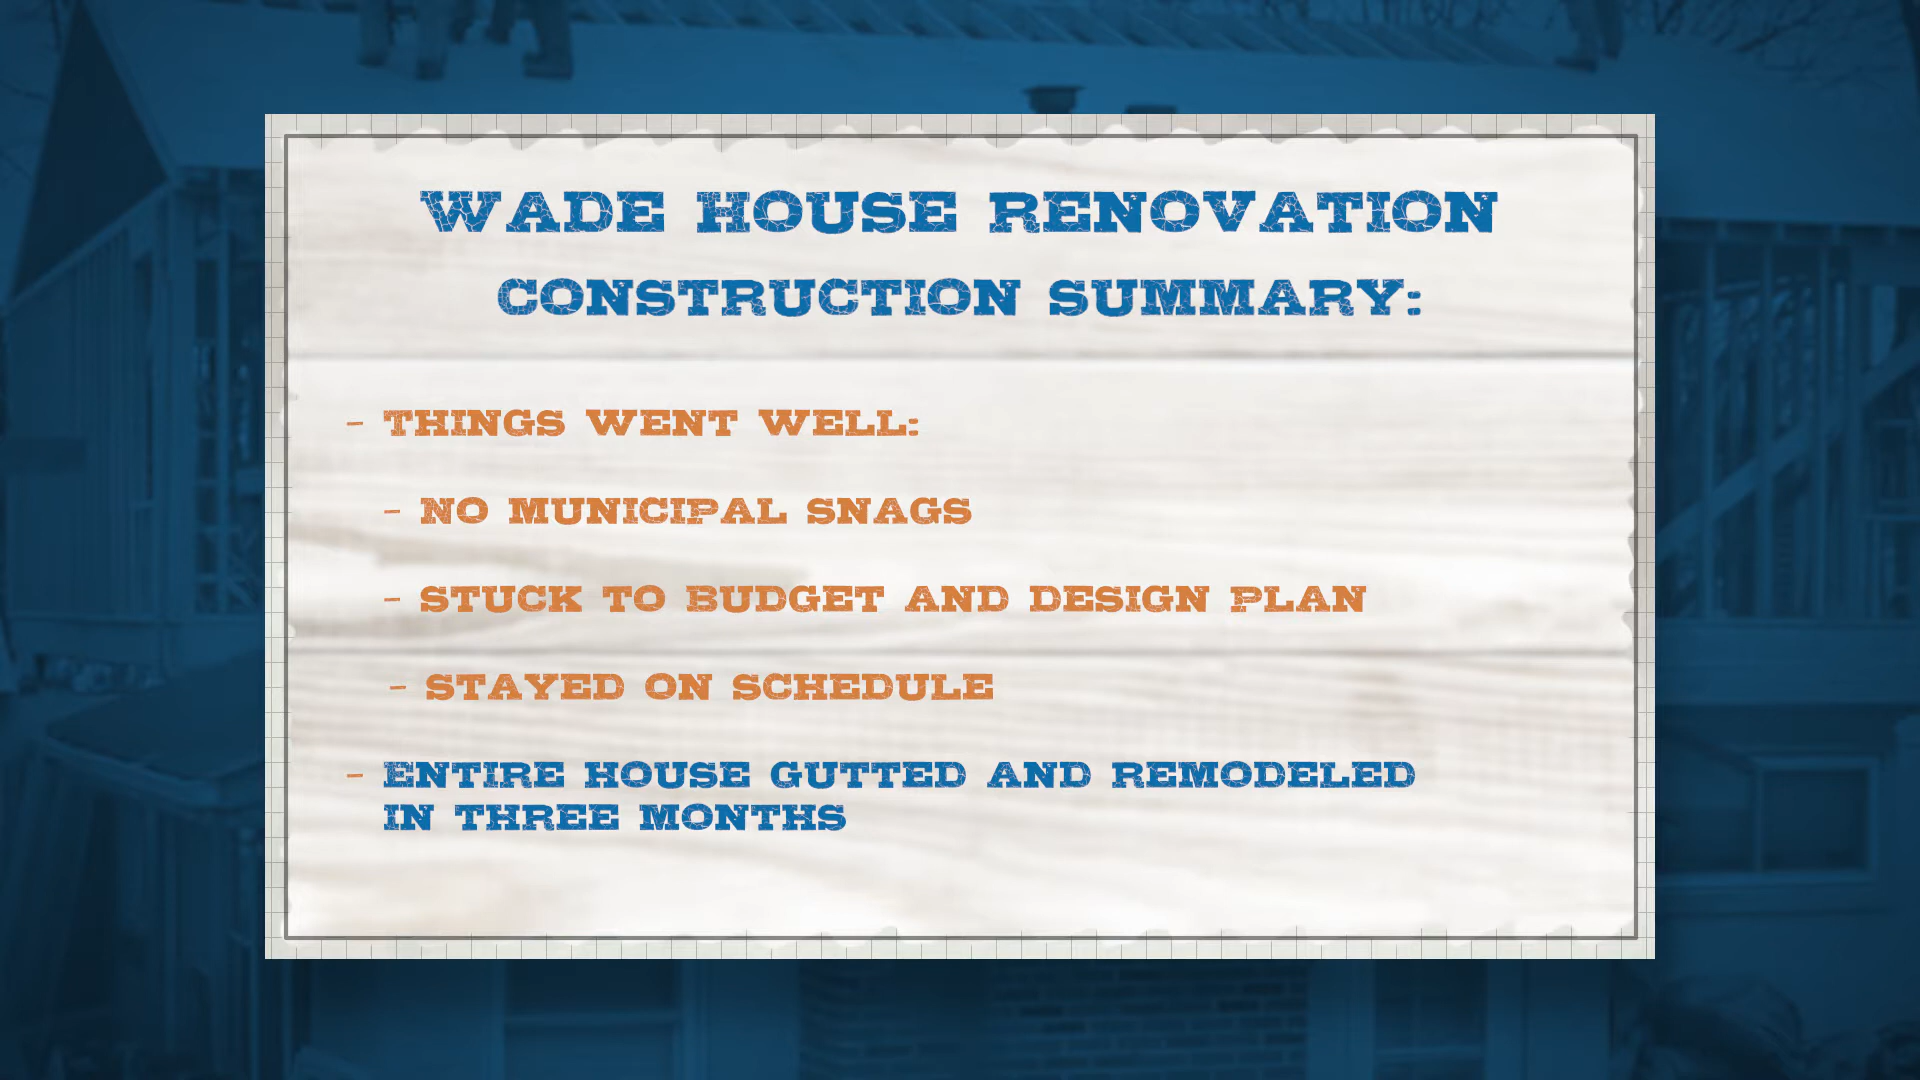 WADE HOUSE RENOVATION
CONSTRUCTION SUMMARY:
- THINGS WENT WELL:
- NO MUNICIPAL SNAGS
- STUCK TO BUDGET AND DESIGN PLAN
- STAYED ON SCHEDULE
- ENTIRE HOUSE GUTTED AND REMODELED
IN THREE MONTHS